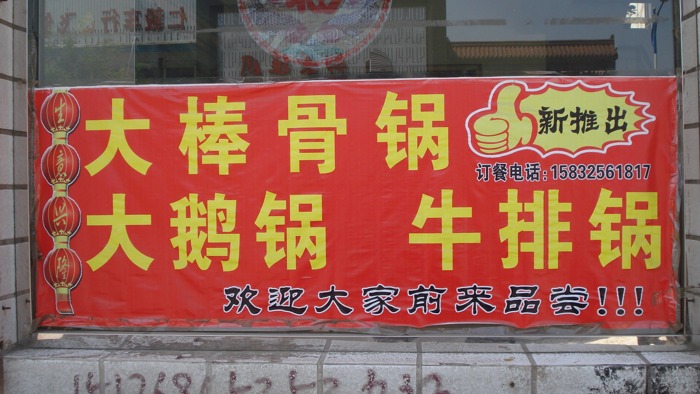 生意兴隆
大棒骨锅
新推出
订餐电话:15832561817
大鹅锅 牛排锅
欢迎大家前来品尝!!!